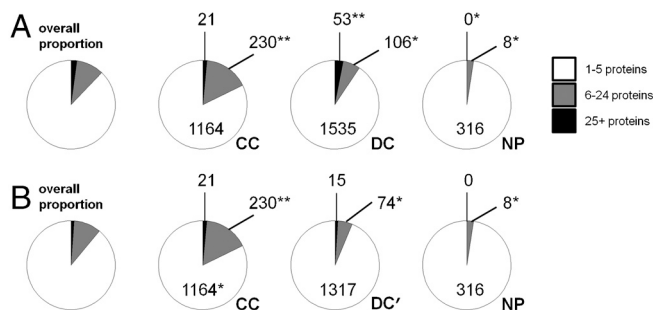 A
overall
proportion
21
230**
1164
CC
53**
106*
1535
DC
0*
8*
316
NP
1-5 proteins
6-24 proteins
25+ proteins
B
overall
proportion
21
230**
1164*
CC
15
74*
1317
DC′
0
8*
316
NP